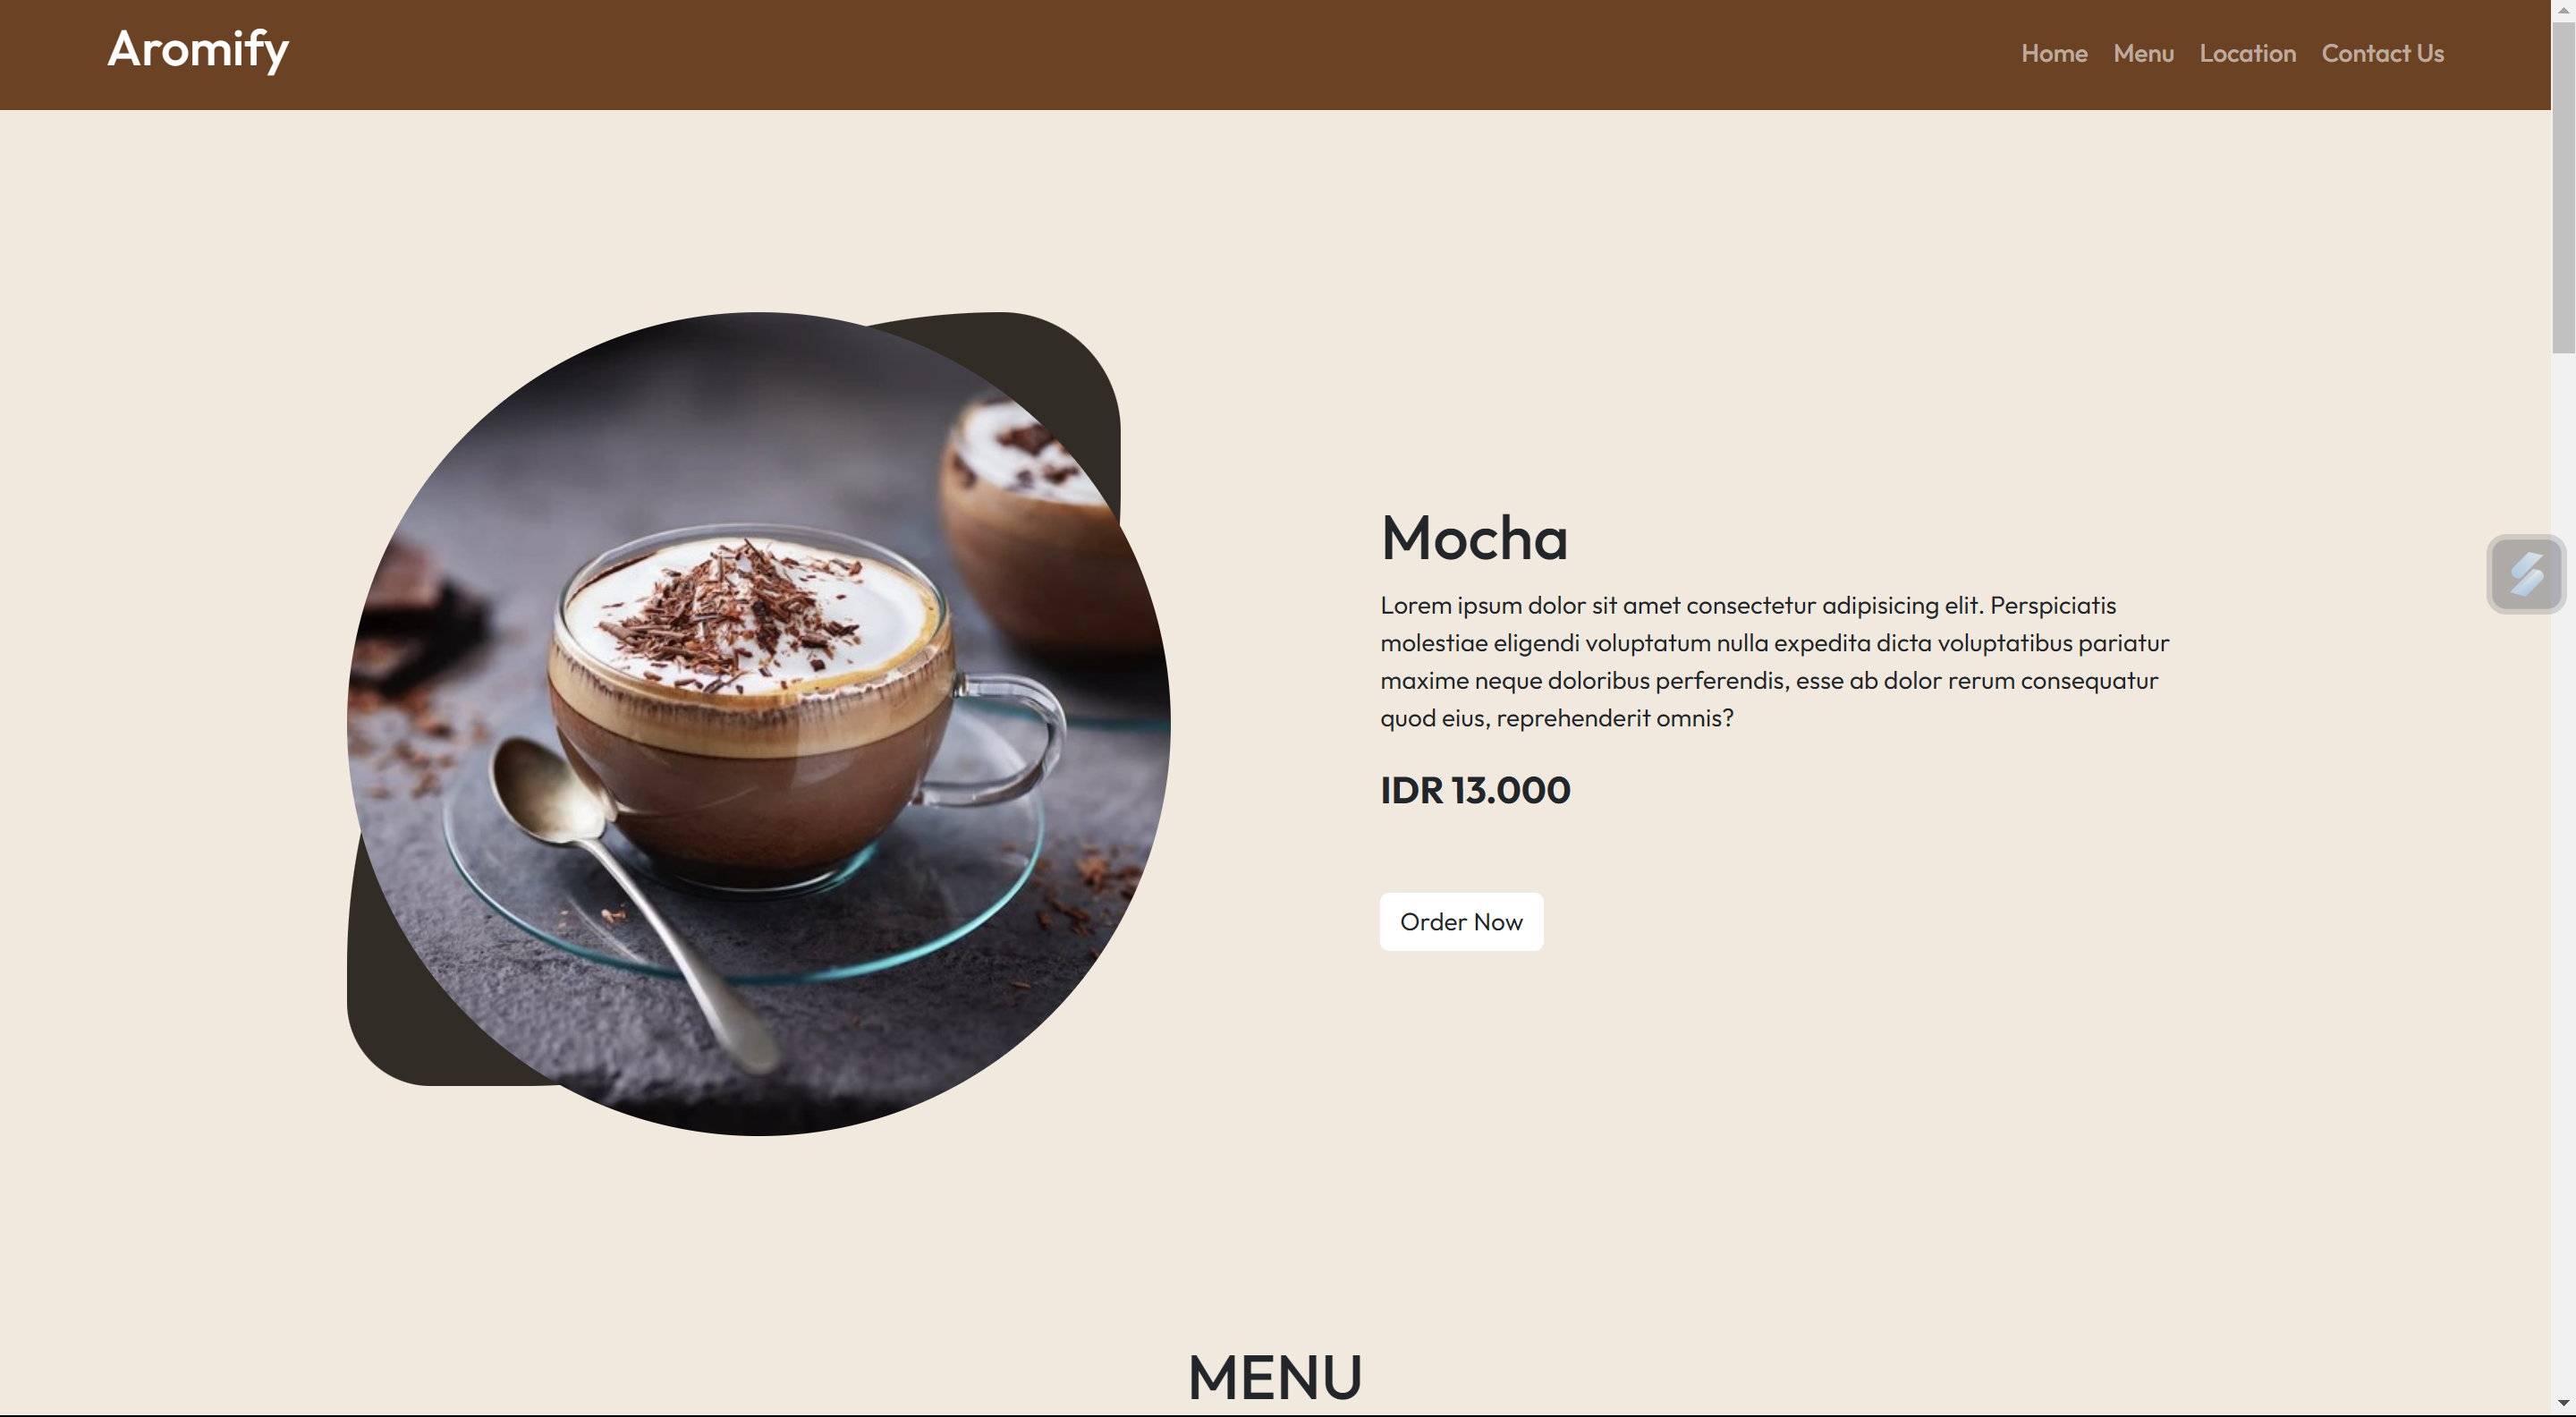 Aromify
Home Menu Location Contact Us
Mocha
Lorem ipsum dolor sit amet consectetur adipisicing elit. Perspiciatis
molestiae eligendi voluptatum nulla expedita dicta voluptatibus pariatur
maxime neque doloribus perferendis, esse ab dolor rerum consequatur
quod eius, reprehenderit omnis?
IDR 13.000
Order Now
MENU